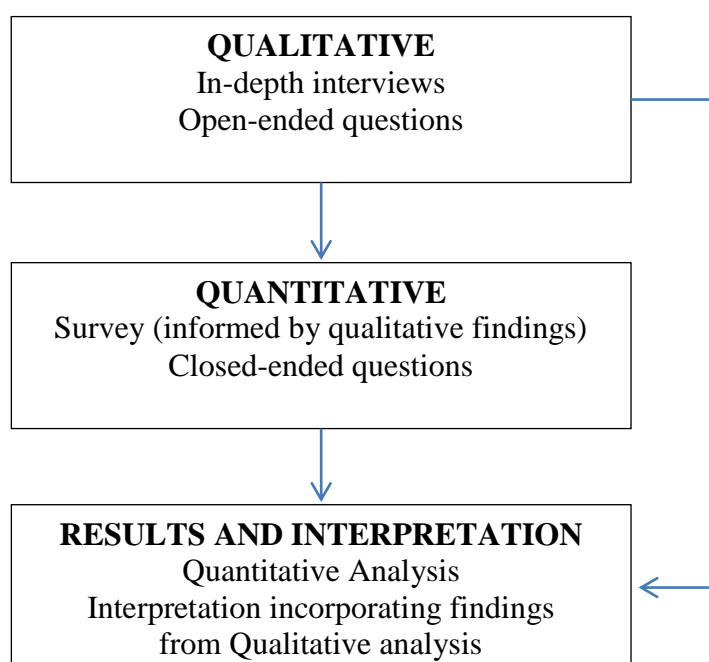 QUALITATIVE
In-depth interviews
Open-ended questions
QUANTITATIVE
Survey (informed by qualitative findings)
Closed-ended questions
RESULTS AND INTERPRETATION
Quantitative Analysis
Interpretation incorporating findings
from Qualitative analysis